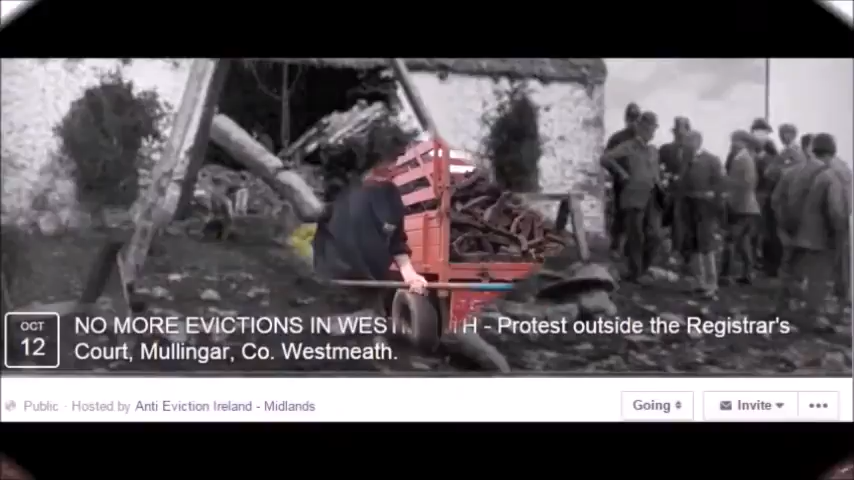 OCT
12
NO MORE EVICTIONS IN WEST TH - Protest outside the Registrar's
Court, Mullingar, Co. Westmeath.
Public · Hosted by Anti Eviction Ireland - Midlands
Going
Invite